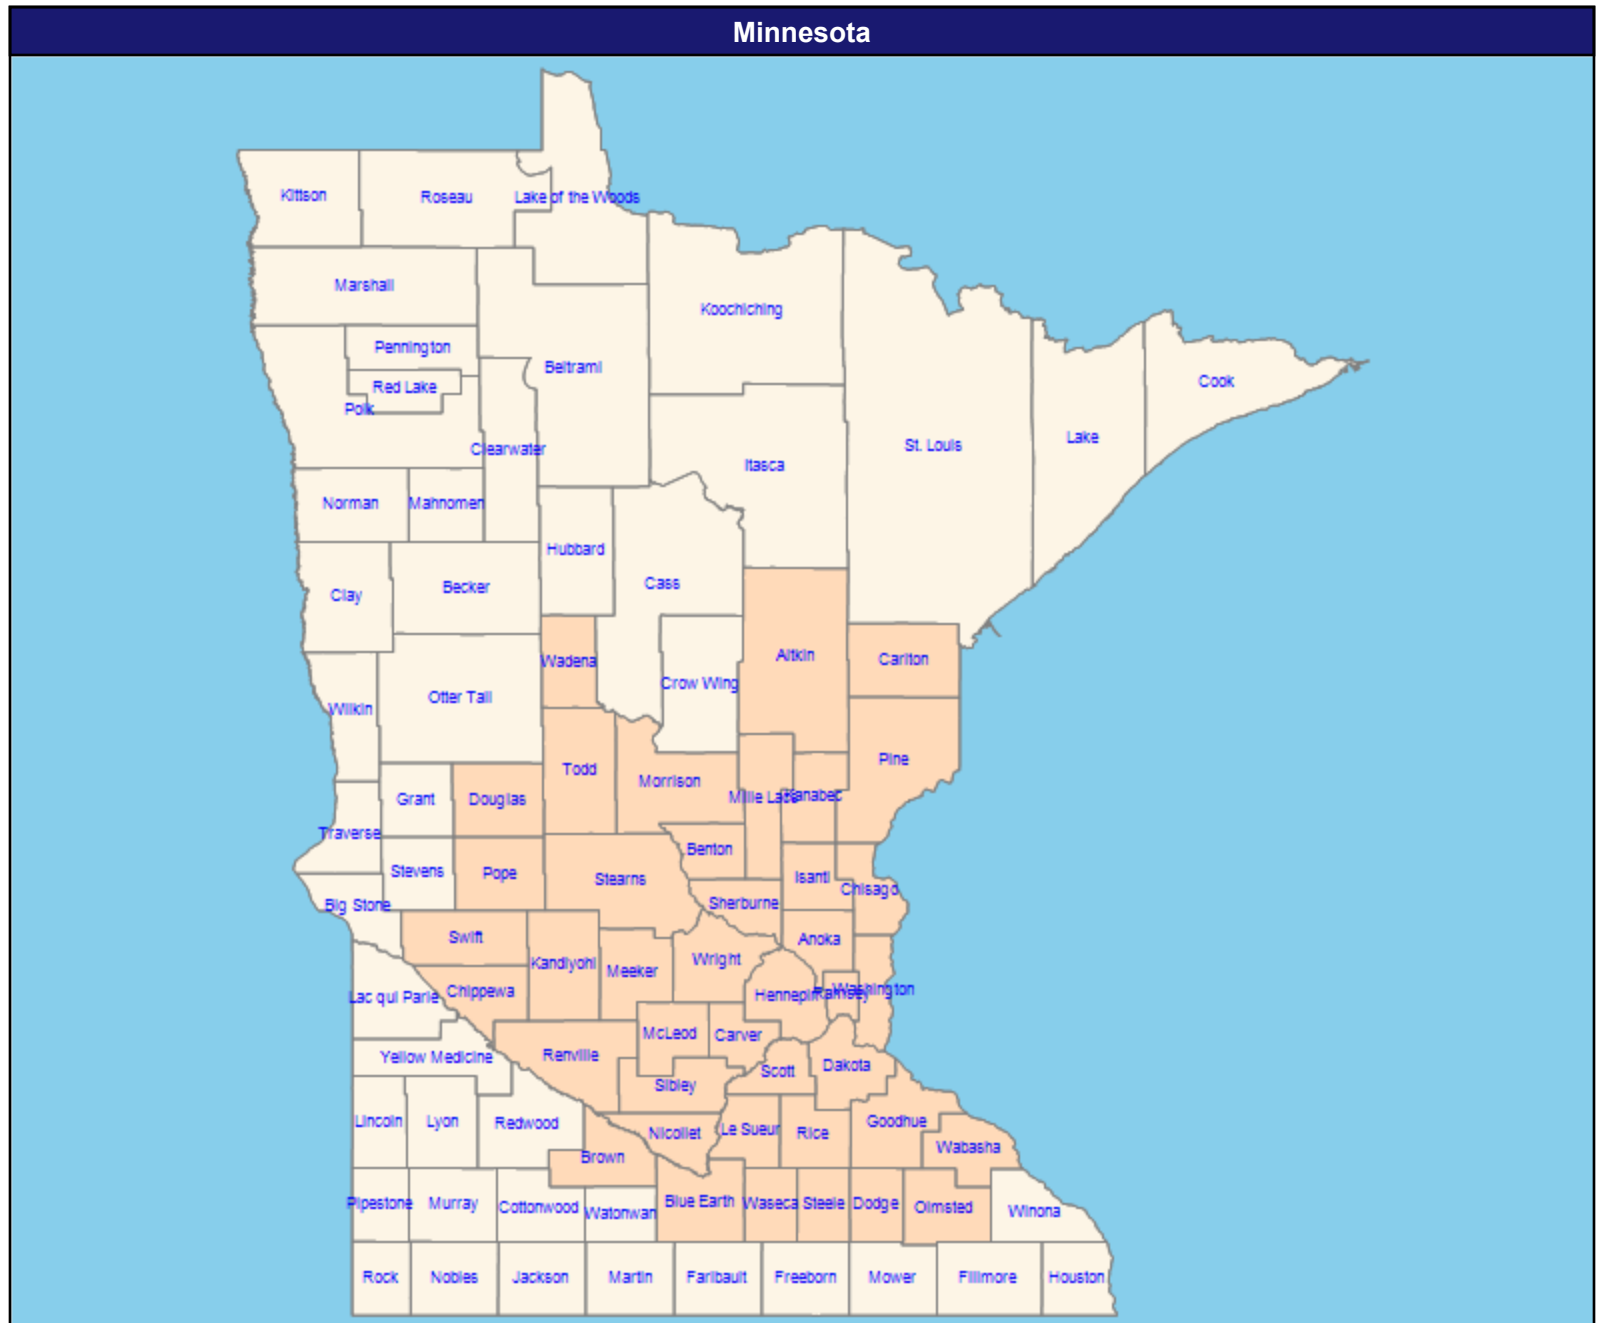 Minnesota
Kittson
Roseau
Lake of the Woods
Marshall
Koochiching
Pennington
Beltrami
Red Lake
Cook
Polk
Lake
St. Louis
Clearwater
Itasca
Norman
Mahnomen
Hubbard
Cass
Becker
Clay
Aitkin
Carlton
Wadena
Crow Wing
Otter Tail
Wilkin
Pine
Todd
Morrison
Mille Lacs
Kanabec
Grant
Douglas
Traverse
Benton
Stevens
Pope
Stearns
Isanti
Chisago
Big Stone
Sherburne
Swift
Anoka
Kandiyohi
Meeker
Wright
Chippewa
Lac qui Parle
Hennepin
Ramsey
Washington
McLeod
Carver
Renville
Yellow Medicine
Scott
Dakota
Sibley
Lincoln
Lyon
Redwood
Nicollet
Le Sueur
Rice
Goodhue
Wabasha
Brown
Pipestone
Murray
Cottonwood
Watonwan
Blue Earth
Waseca
Steele
Dodge
Olmsted
Winona
Rock
Nobles
Jackson
Martin
Faribault
Freeborn
Mower
Fillmore
Houston